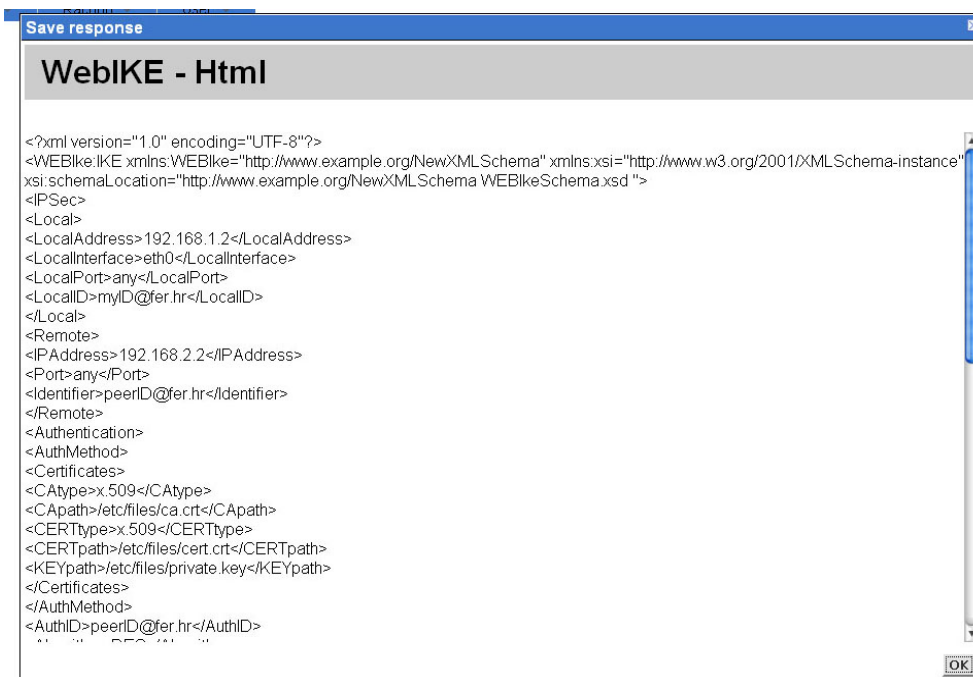 Save response
WebIKE - Html
<?xml version="1.0" encoding="UTF-8"?>
<WEBIke:IKE xmlns:WEBIke="http://www.example.org/NewXMLSchema" xmlns:xsi="http://www.w3.org/2001/XMLSchema-instance"
xsi:schemaLocation="http://www.example.org/NewXMLSchema WEBIkeSchema.xsd ">
<IPSec>
<Local>
<LocalAddress>192.168.1.2</LocalAddress>
<LocalInterface>eth0</LocalInterface>
<LocalPort>any</LocalPort>
<LocalID>myID@fer.hr</LocalID>
</Local>
<Remote>
<IPAddress>192.168.2.2</IPAddress>
<Port>any</Port>
<Identifier>peerID@fer.hr</Identifier>
</Remote>
<Authentication>
<AuthMethod>
<Certificates>
<CAtype>x.509</CAtype>
<CApath>/etc/files/ca.crt</CApath>
<CERTtype>x.509</CERTtype>
<CERTpath>/etc/files/cert.crt</CERTpath>
<KEYpath>/etc/files/private.key</KEYpath>
</Certificates>
</AuthMethod>
<AuthID>peerID@fer.hr</AuthID>
OK